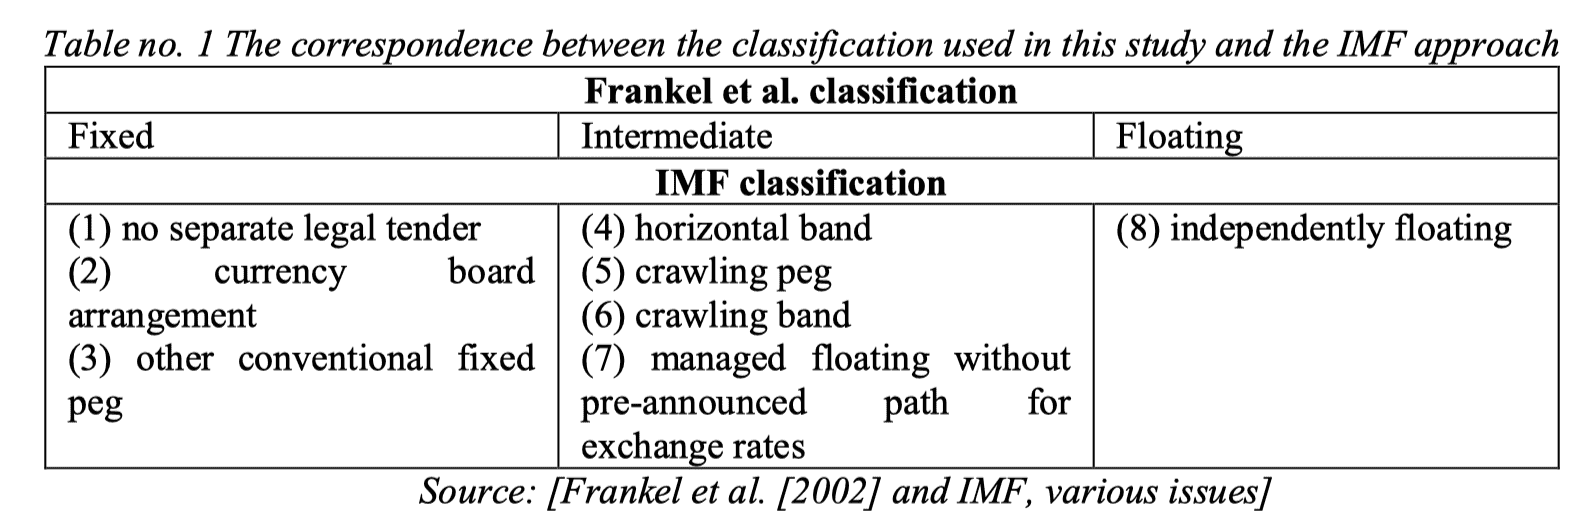 Table no. 1 The correspondence between the classification used in this study and the IMF approach
Frankel et al. classification
Fixed
Intermediate
Floating
IMF classification
(1) no separate legal tender
(2) currency board
arrangement
(3) other conventional fixed
peg
(4) horizontal band
(5) crawling peg
(6) crawling band
(7) managed floating without
pre-announced path for
exchange rates
(8) independently floating
Source: [Frankel et al. [2002] and IMF, various issues]